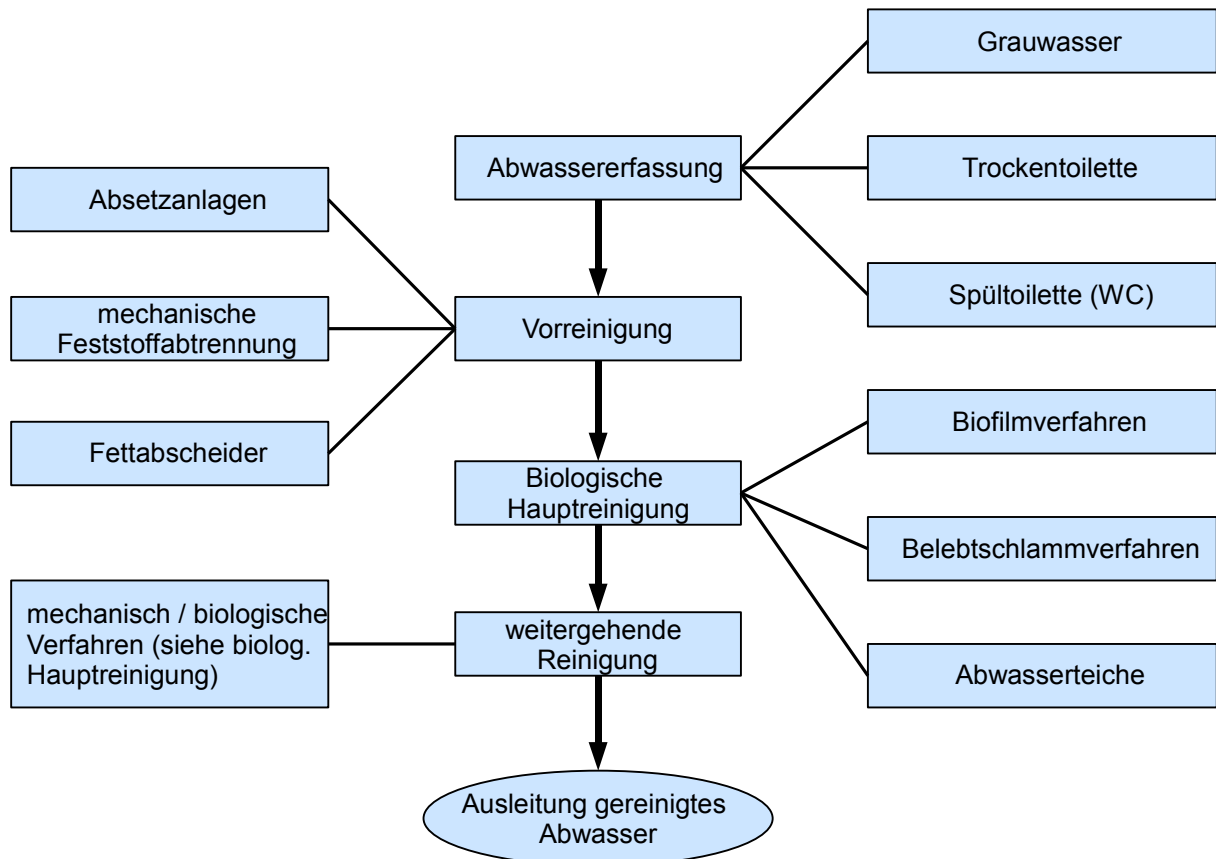 Grauwasser
Abwassererfassung
Trockentoilette
Absetzanlagen
Spültoilette (WC)
mechanische
Feststoffabtrennung
Vorreinigung
Biofilmverfahren
Fettabscheider
Biologische
Hauptreinigung
Belebtschlammverfahren
mechanisch / biologische
Verfahren (siehe biolog.
Hauptreinigung)
weitergehende
Reinigung
Abwasserteiche
Ausleitung gereinigtes
Abwasser